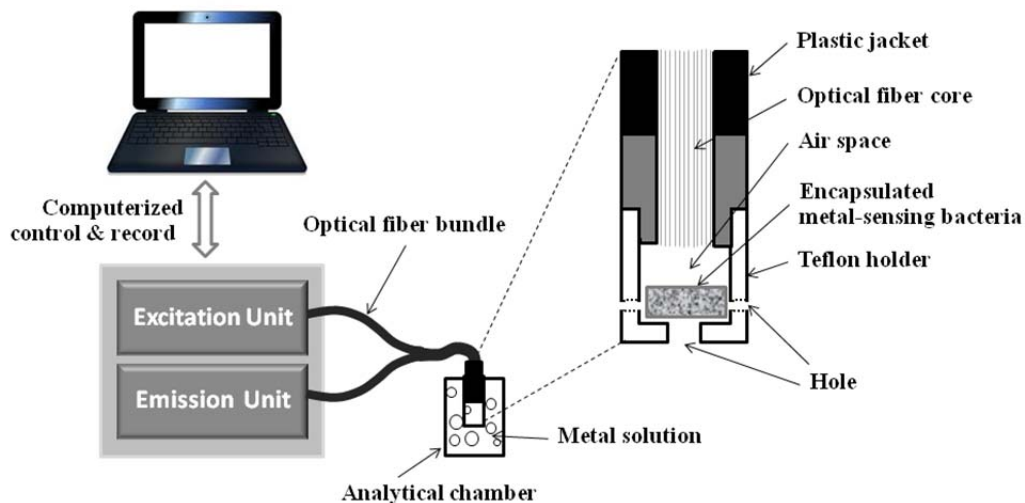 Computerized
control & record
Optical fiber bundle
Excitation Unit
Emission Unit
Metal solution
Analytical chamber
Plastic jacket
Optical fiber core
Air space
Encapsulated
metal-sensing bacteria
Teflon holder
Hole